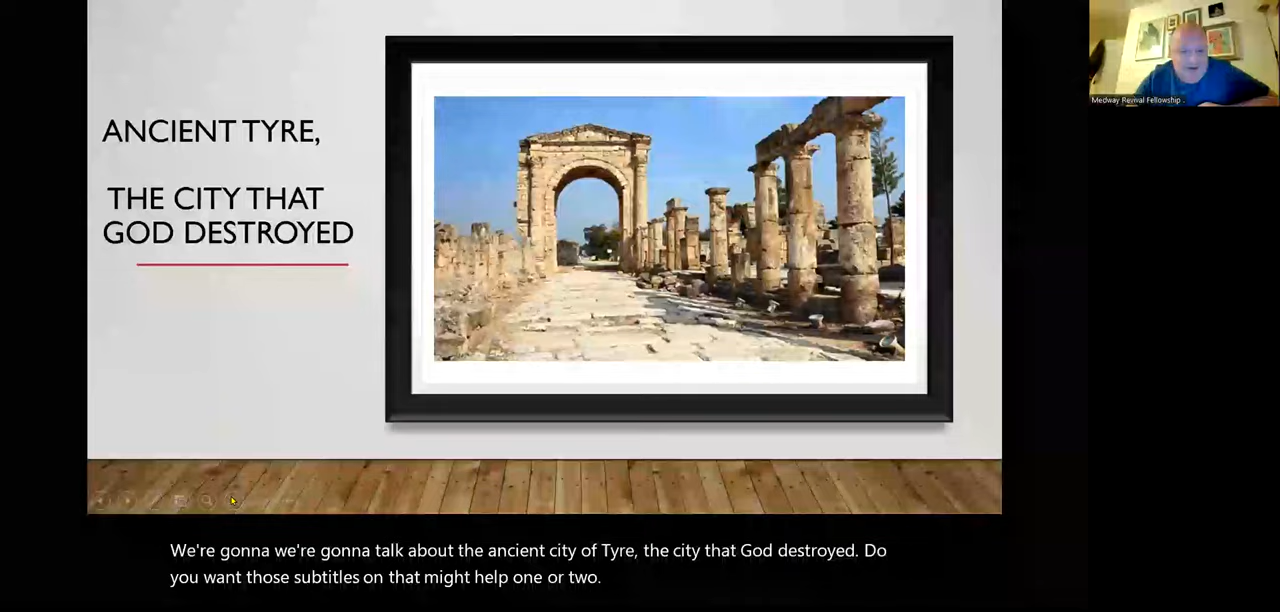 ANCIENT TYRE,
THE CITY THAT
GOD DESTROYED
Medway Revival Fellowship .
We're gonna we're gonna talk about the ancient city of Tyre, the city that God destroyed. Do
you want those subtitles on that might help one or two.